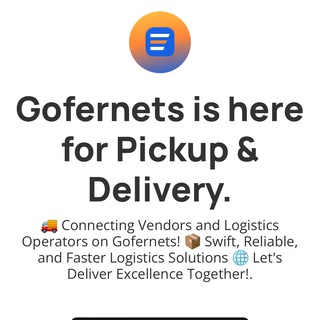 Gofernets is here
for Pickup &
Delivery.
🚚 Connecting Vendors and Logistics
Operators on Gofernets! 📦 Swift, Reliable,
and Faster Logistics Solutions 🌐 Let's
Deliver Excellence Together!.